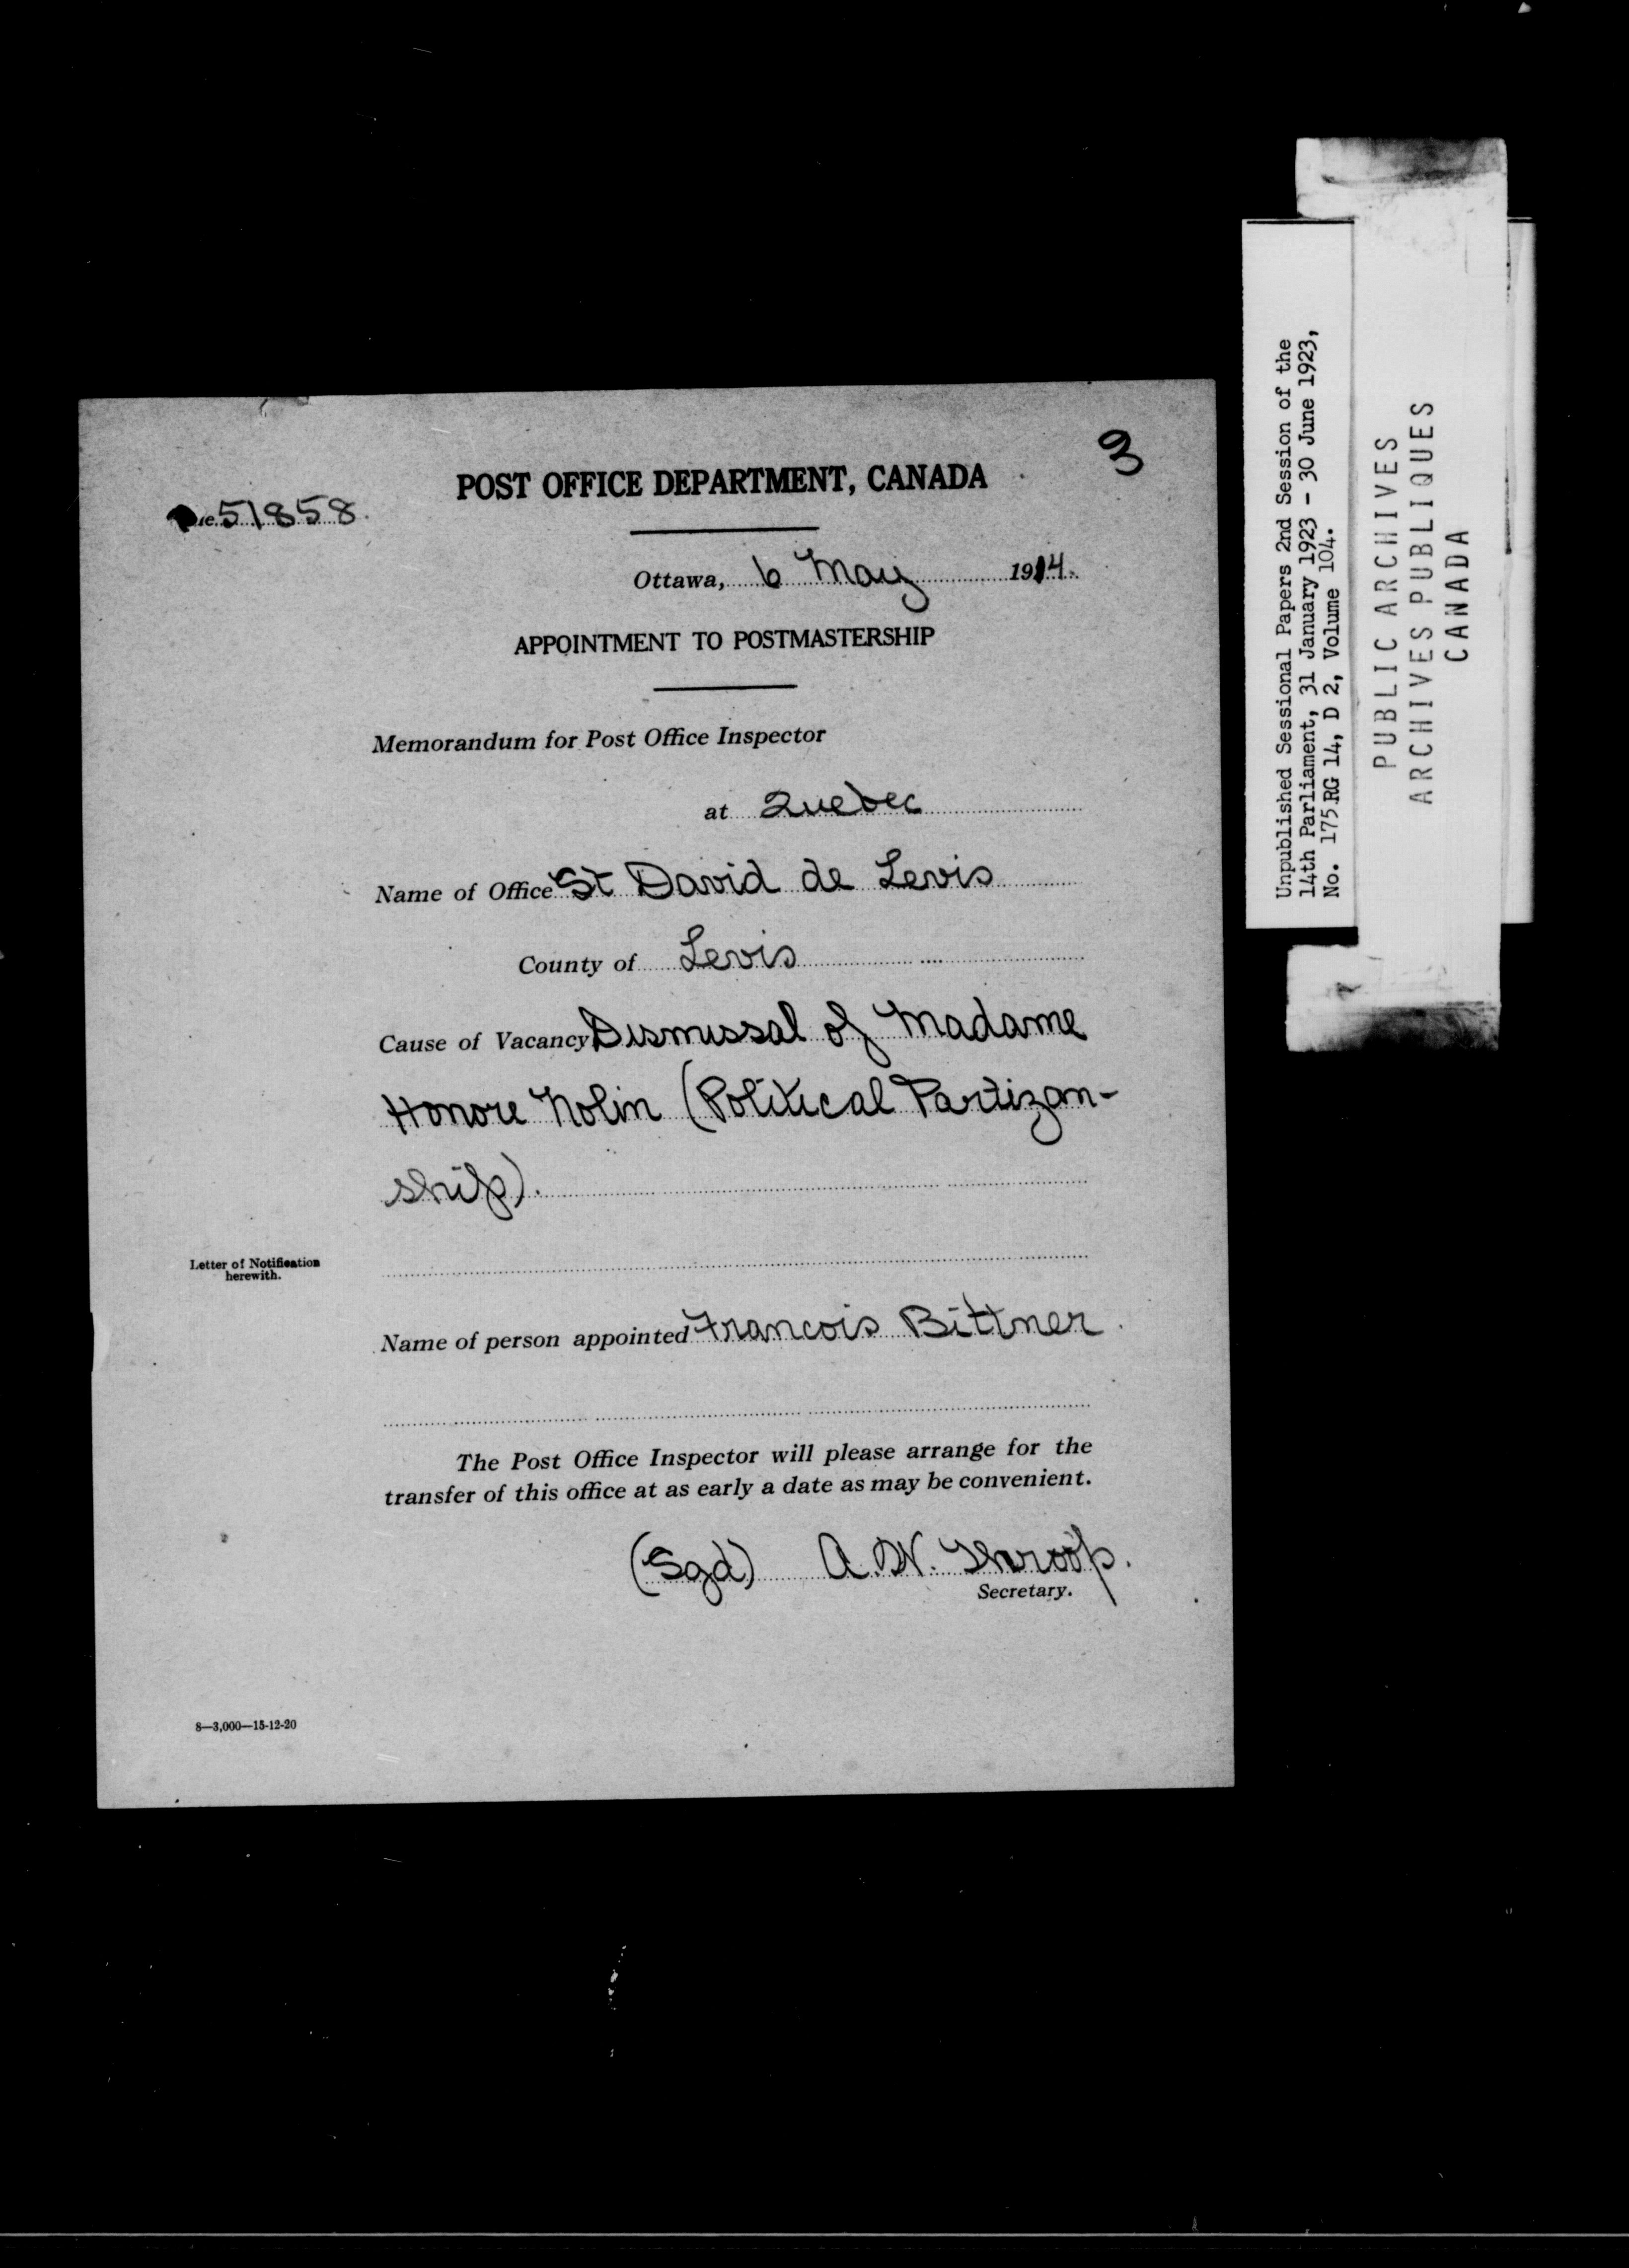 3
POST OFFICE DEPARTMENT, CANADA
51858.
Ottawa, 6 May 1914.
APPOINTMENT TO POSTMASTERSHIP
Memorandum for Post Office Inspector
at Quebec
Name of Office St David de Levis
County of Levis
Cause of Vacancy Dismissal of Madame
Honore Nolin (Political Partizan-
ship).
Letter of Notification
herewith.
Name of person appointed Francois Bittner.
The Post Office Inspector will please arrange for the
transfer of this office at as early a date as may be convenient.
(Sgd) A.W. Throop.
Secretary.
8—3,000—15-12-20
Unpublished Sessional Papers 2nd Session of the
14th Parliament, 31 January 1923 - 30 June 1923,
No. 175.RG 14, D 2, Volume 104.
PUBLIC ARCHIVES
ARCHIVES PUBLIQUES
CANADA